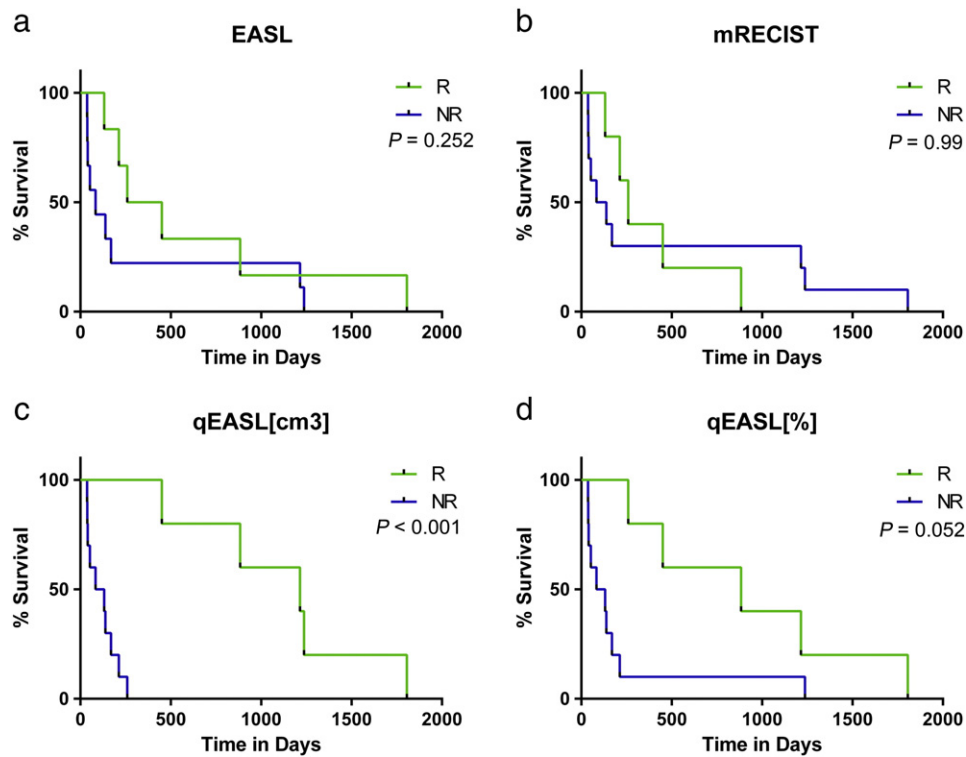 a
EASL
% Survival
100
50
0
R
NR
P = 0.252
0 500 1000 1500 2000
Time in Days
b
mRECIST
% Survival
100
50
0
R
NR
P = 0.99
0 500 1000 1500 2000
Time in Days
c
qEASL[cm3]
% Survival
100
50
0
R
NR
P < 0.001
0 500 1000 1500 2000
Time in Days
d
qEASL[%]
% Survival
100
50
0
R
NR
P = 0.052
0 500 1000 1500 2000
Time in Days